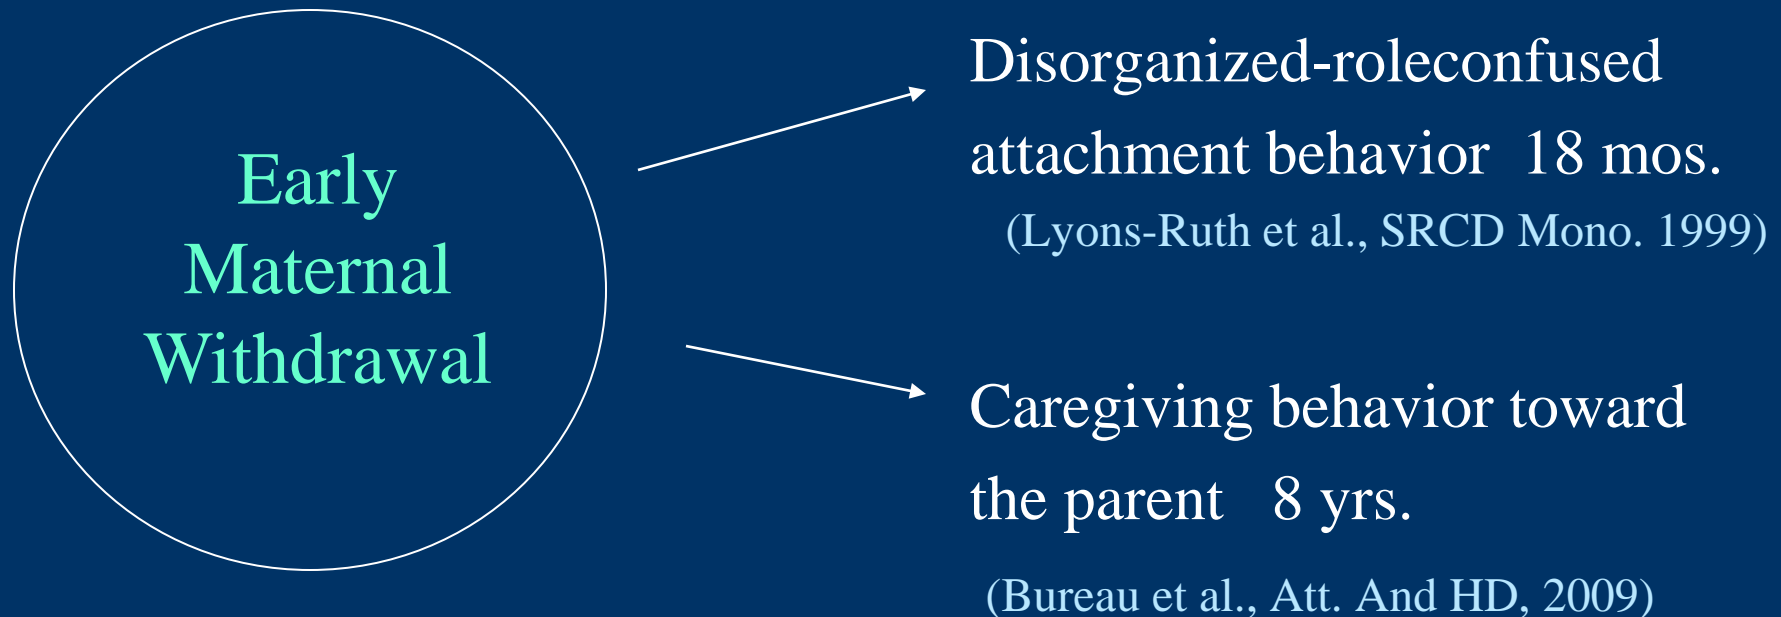 Early
Maternal
Withdrawal
Disorganized-roleconfused
attachment behavior 18 mos.
(Lyons-Ruth et al., SRCD Mono. 1999)
Caregiving behavior toward
the parent 8 yrs.
(Bureau et al., Att. And HD, 2009)